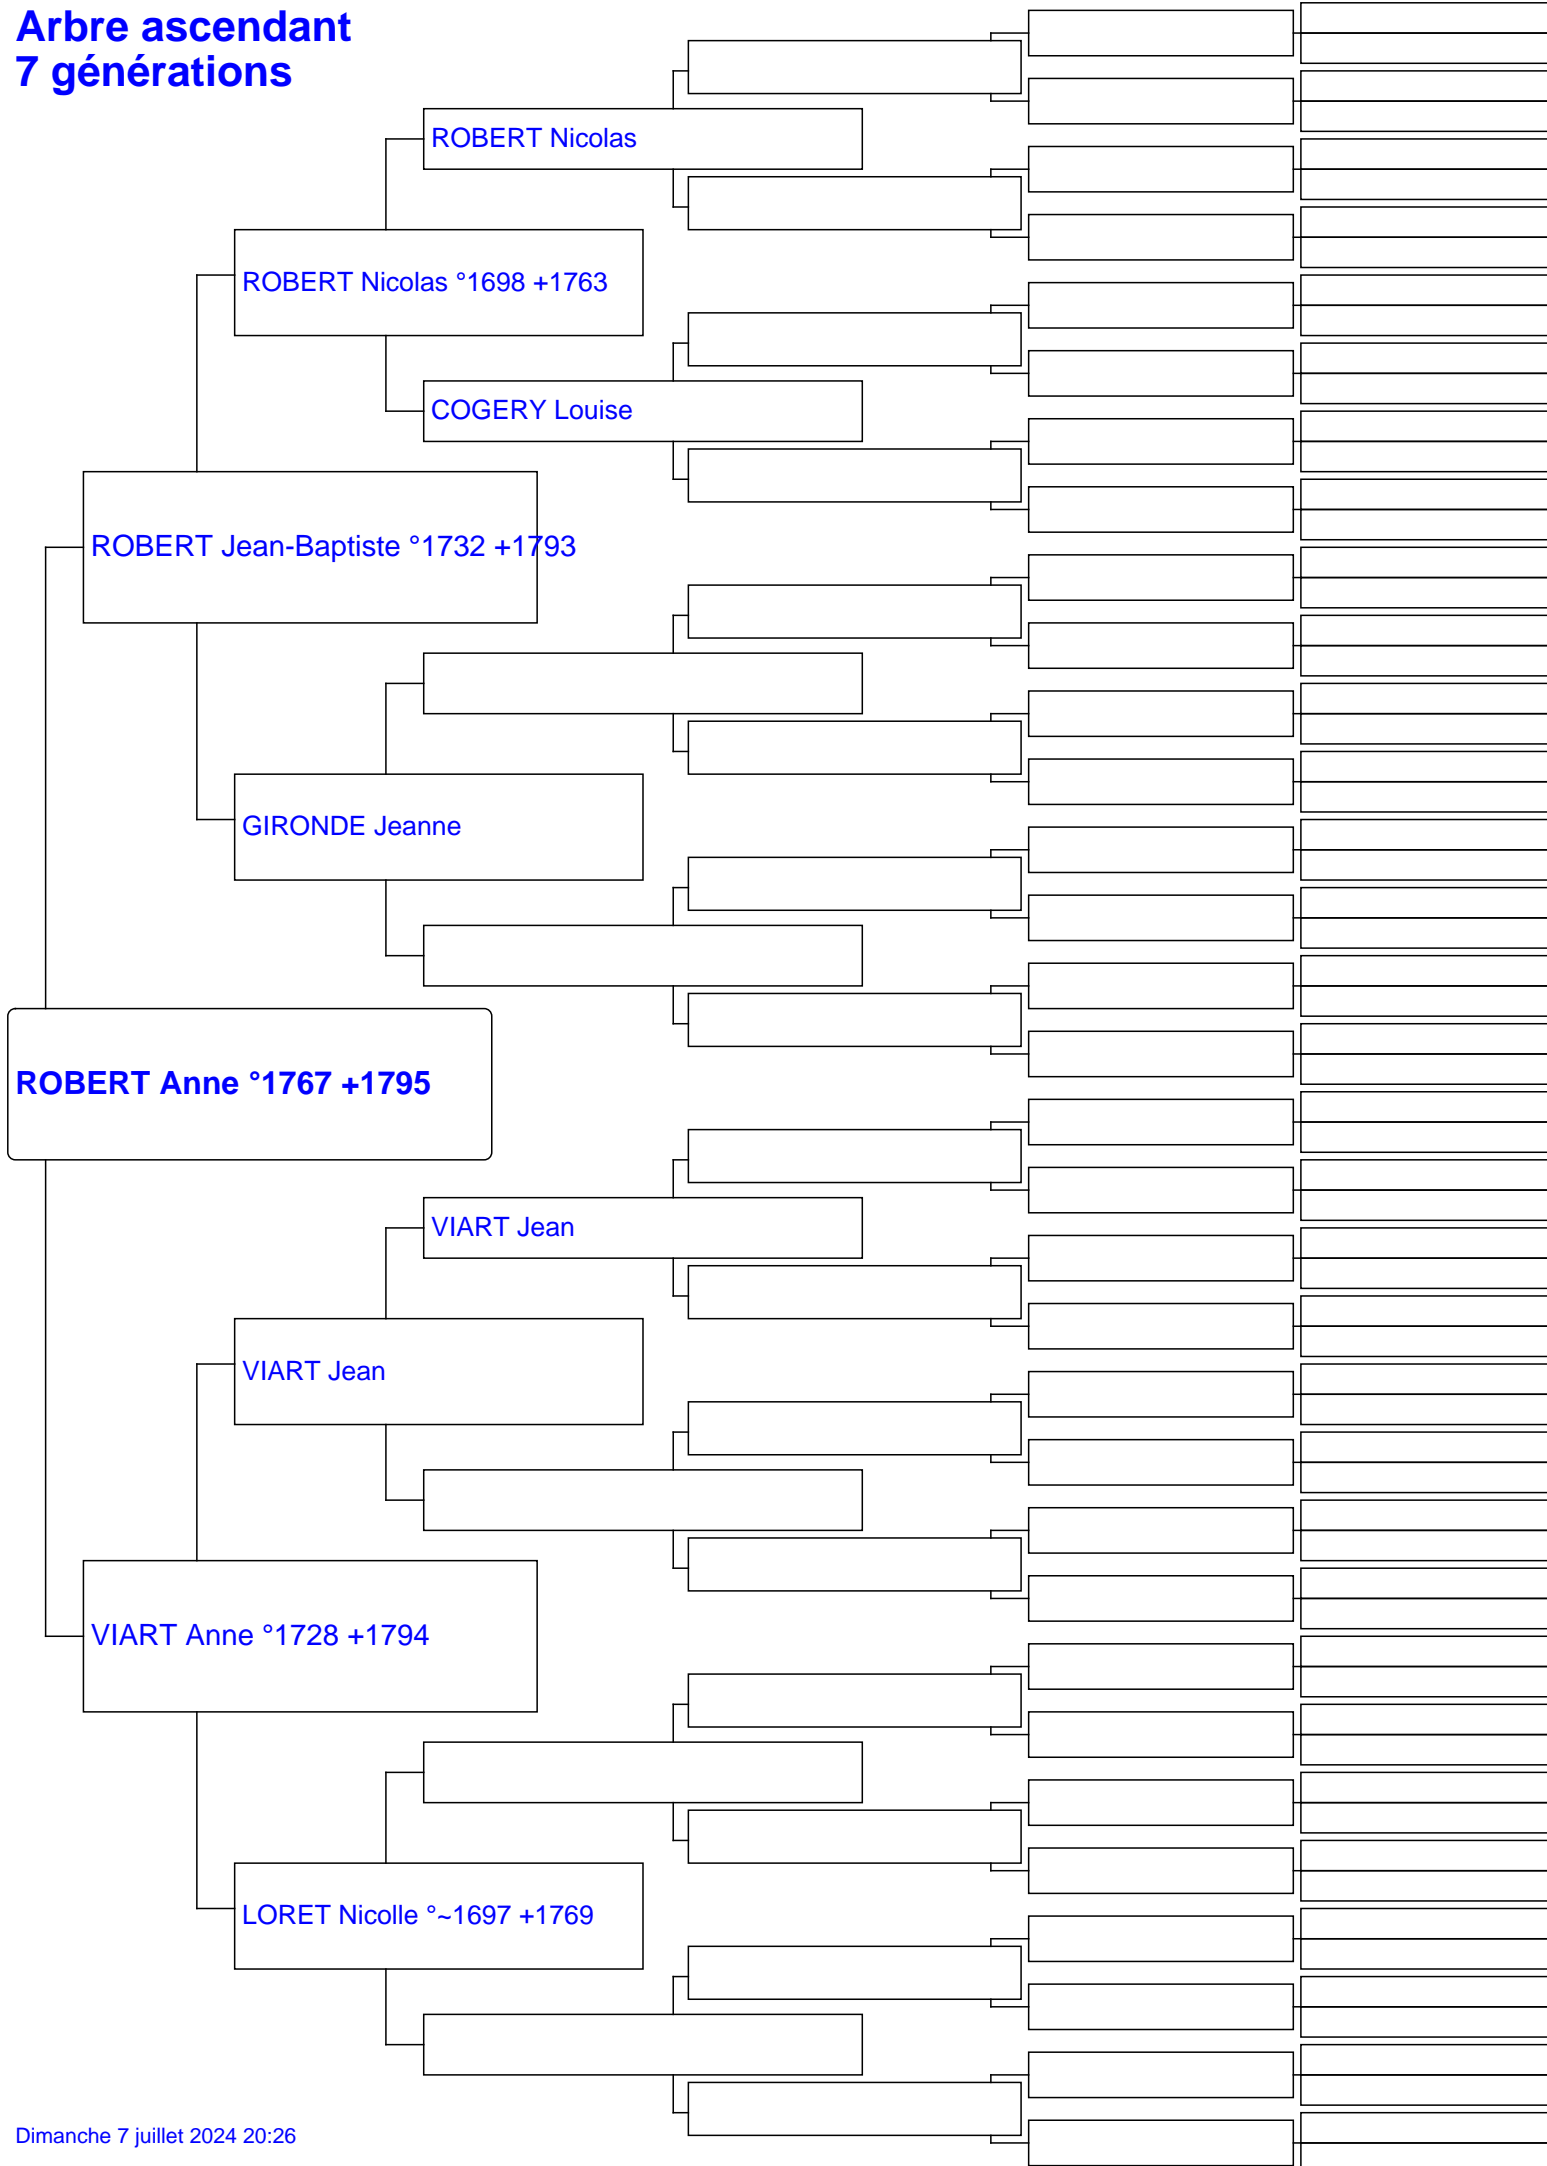 Arbre ascendant
7 générations
ROBERT Nicolas
ROBERT Nicolas °1698 +1763
COGERY Louise
ROBERT Jean-Baptiste °1732 +1793
GIRONDE Jeanne
ROBERT Anne °1767 +1795
VIART Jean
VIART Jean
VIART Anne °1728 +1794
LORET Nicolle °~1697 +1769
Dimanche 7 juillet 2024 20:26